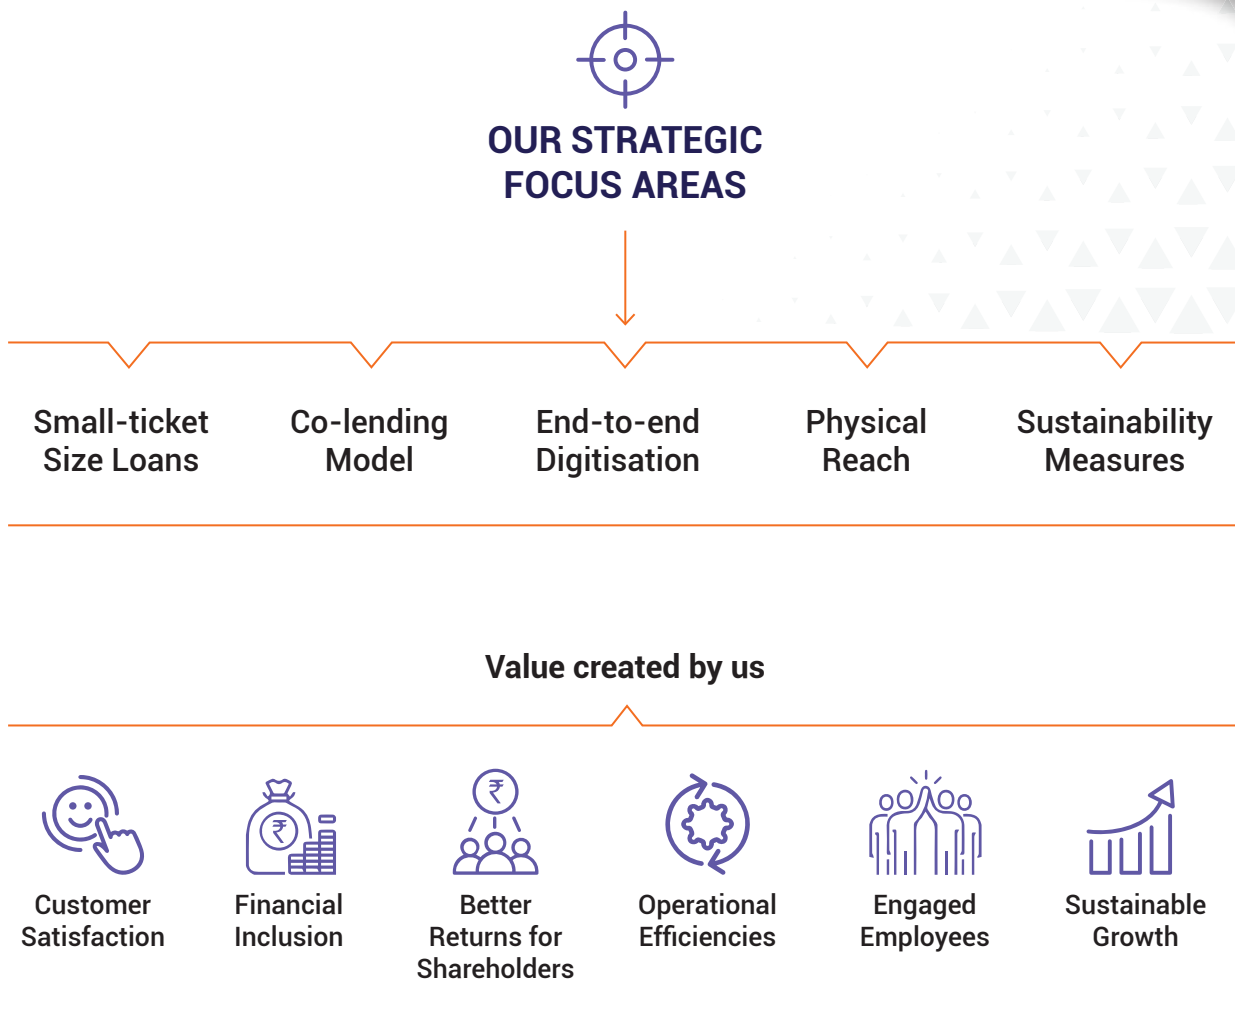 OUR STRATEGIC
FOCUS AREAS
Small-ticket
Size Loans
Co-lending
Model
End-to-end
Digitisation
Physical
Reach
Sustainability
Measures
Value created by us
₹
₹
Customer
Satisfaction
Financial
Inclusion
Better
Returns for
Shareholders
Operational
Efficiencies
Engaged
Employees
Sustainable
Growth